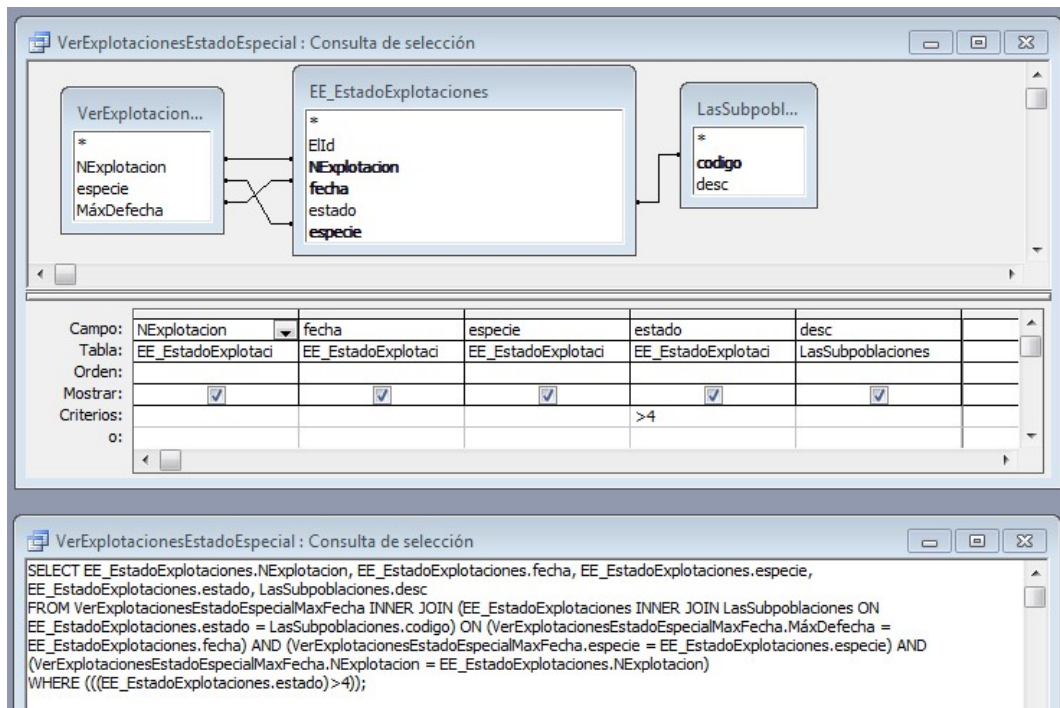 VerExplotacionesEstadoEspecial : Consulta de selección
VerExplotacion...
*
NExplotacion
especie
MáxDefecha
EE_EstadoExplotaciones
*
ElId
NExplotacion
fecha
estado
especie
LasSubpobl...
*
codigo
desc
Campo: NExplotacion fecha especie estado desc
Tabla: EE_EstadoExplotaci EE_EstadoExplotaci EE_EstadoExplotaci EE_EstadoExplotaci LasSubpoblaciones
Orden:
Mostrar:
Criterios: >4
o:
VerExplotacionesEstadoEspecial : Consulta de selección
SELECT EE_EstadoExplotaciones.NExplotacion, EE_EstadoExplotaciones.fecha, EE_EstadoExplotaciones.especie,
EE_EstadoExplotaciones.estado, LasSubpoblaciones.desc
FROM VerExplotacionesEstadoEspecialMaxFecha INNER JOIN (EE_EstadoExplotaciones INNER JOIN LasSubpoblaciones ON
EE_EstadoExplotaciones.estado = LasSubpoblaciones.codigo) ON (VerExplotacionesEstadoEspecialMaxFecha.MáxDefecha =
EE_EstadoExplotaciones.fecha) AND (VerExplotacionesEstadoEspecialMaxFecha.especie = EE_EstadoExplotaciones.especie) AND
(VerExplotacionesEstadoEspecialMaxFecha.NExplotacion = EE_EstadoExplotaciones.NExplotacion)
WHERE (((EE_EstadoExplotaciones.estado)>4));